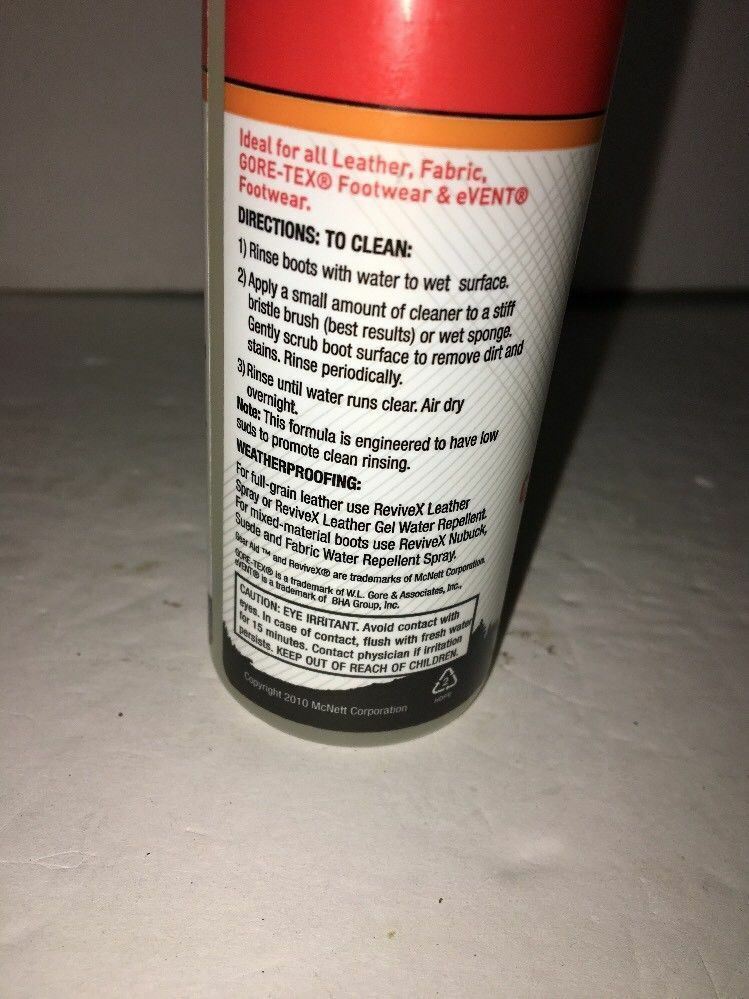 Ideal for all Leather, Fabric,
GORE-TEX® Footwear & eVENT®
Footwear.
DIRECTIONS: TO CLEAN:
1) Rinse boots with water to wet surface.
2) Apply a small amount of cleaner to a stiff
bristle brush (best results) or wet sponge.
Gently scrub boot surface to remove dirt and
stains. Rinse periodically.
3) Rinse until water runs clear. Air dry
overnight.
Note: This formula is engineered to have low
suds to promote clean rinsing.
WEATHERPROOFING:
For full-grain leather use ReviveX Leather
Spray or ReviveX Leather Gel Water Repellent.
For mixed-material boots use ReviveX Nubuck,
Suede and Fabric Water Repellent Spray.
Gear Aid ™ and ReviveX® are trademarks of McNett Corporation.
GORE-TEX® is a trademark of W.L. Gore & Associates, Inc.,
eVENT® is a trademark of BHA Group, Inc.
CAUTION: EYE IRRITANT. Avoid contact with
eyes. In case of contact, flush with fresh water
for 15 minutes. Contact physician if irritation
persists. KEEP OUT OF REACH OF CHILDREN.
Copyright 2010 McNett Corporation
2
HDPE